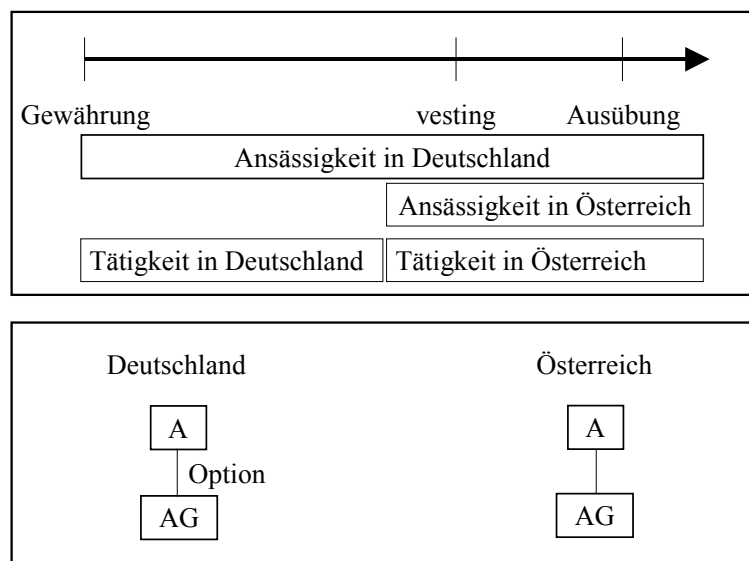 Gewährung vesting Ausübung
Ansässigkeit in Deutschland
Ansässigkeit in Österreich
Tätigkeit in Deutschland Tätigkeit in Österreich
Deutschland Österreich
A A
Option
AG AG